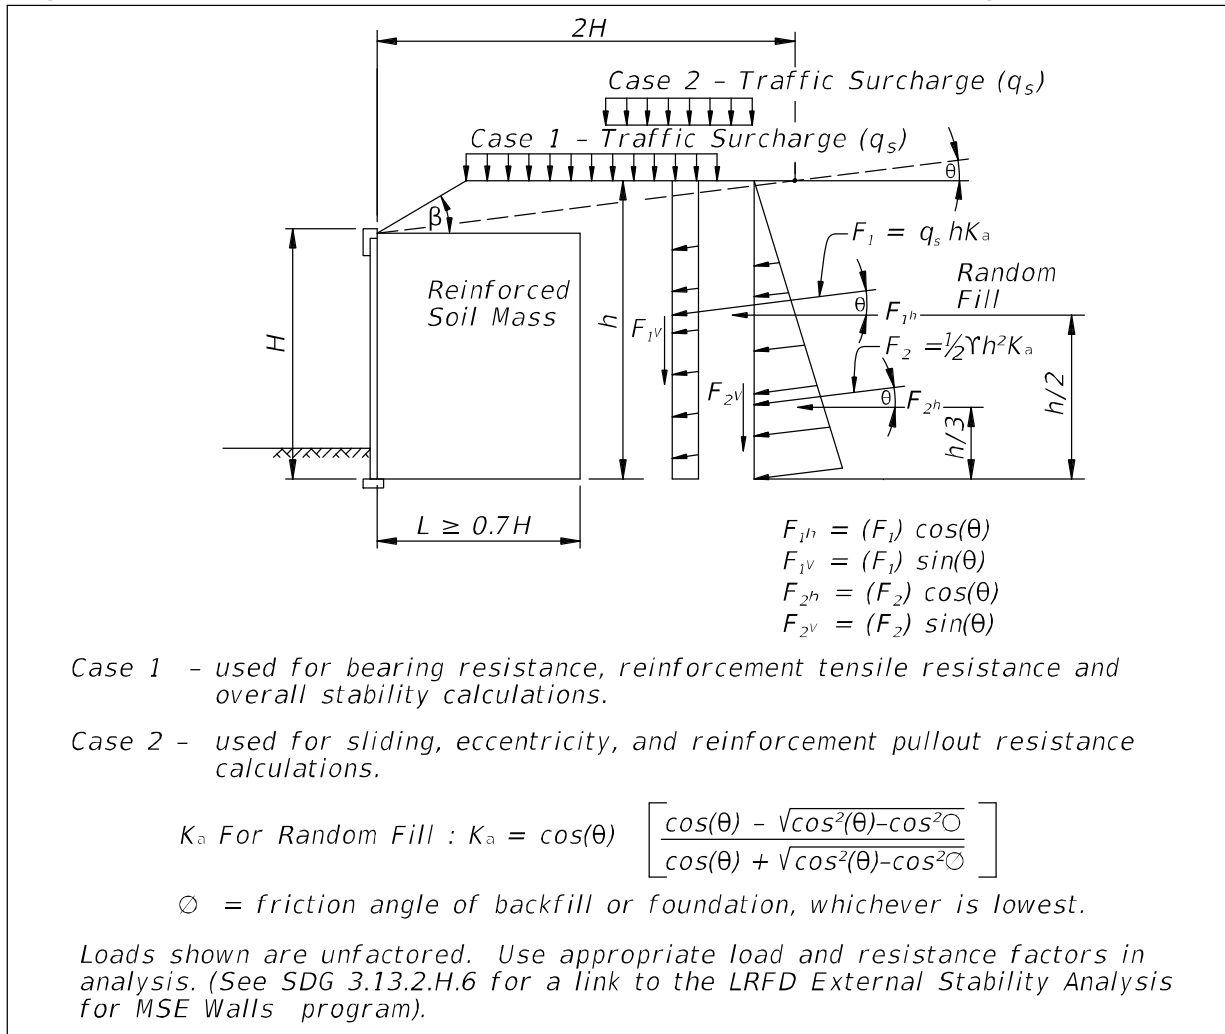 2H
Case 2 – Traffic Surcharge (qₛ)
Case 1 – Traffic Surcharge (qₛ)
θ
β
F₁ = qₛ hKₐ
Reinforced
Soil Mass
Random
Fill
H
h
F₁ᵥ
θ
F₁ₕ
F₂ = ½ϒh²Kₐ
F₂ᵥ
θ
F₂ₕ
h/2
h/3
L ≥ 0.7H
F₁ₕ = (F₁) cos(θ)
F₁ᵥ = (F₁) sin(θ)
F₂ₕ = (F₂) cos(θ)
F₂ᵥ = (F₂) sin(θ)
Case 1 – used for bearing resistance, reinforcement tensile resistance and
overall stability calculations.
Case 2 – used for sliding, eccentricity, and reinforcement pullout resistance
calculations.
Kₐ For Random Fill : Kₐ = cos(θ) [ cos(θ) – √cos²(θ)–cos²○ / cos(θ) + √cos²(θ)–cos²∅ ]
∅ = friction angle of backfill or foundation, whichever is lowest.
Loads shown are unfactored. Use appropriate load and resistance factors in
analysis. (See SDG 3.13.2.H.6 for a link to the LRFD External Stability Analysis
for MSE Walls program).